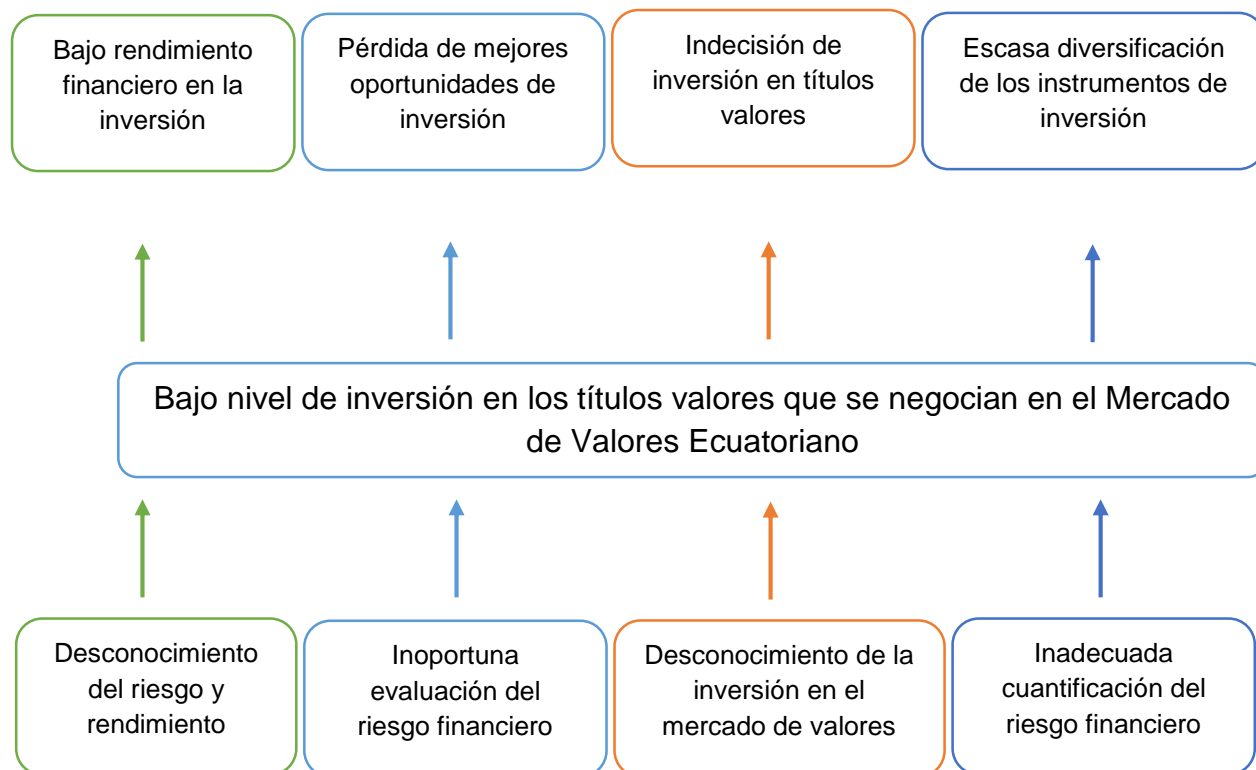 Bajo rendimiento
financiero en la
inversión
Pérdida de mejores
oportunidades de
inversión
Indecisión de
inversión en títulos
valores
Escasa diversificación
de los instrumentos de
inversión
Bajo nivel de inversión en los títulos valores que se negocian en el Mercado
de Valores Ecuatoriano
Desconocimiento
del riesgo y
rendimiento
Inoportuna
evaluación del
riesgo financiero
Desconocimiento de la
inversión en el
mercado de valores
Inadecuada
cuantificación del
riesgo financiero